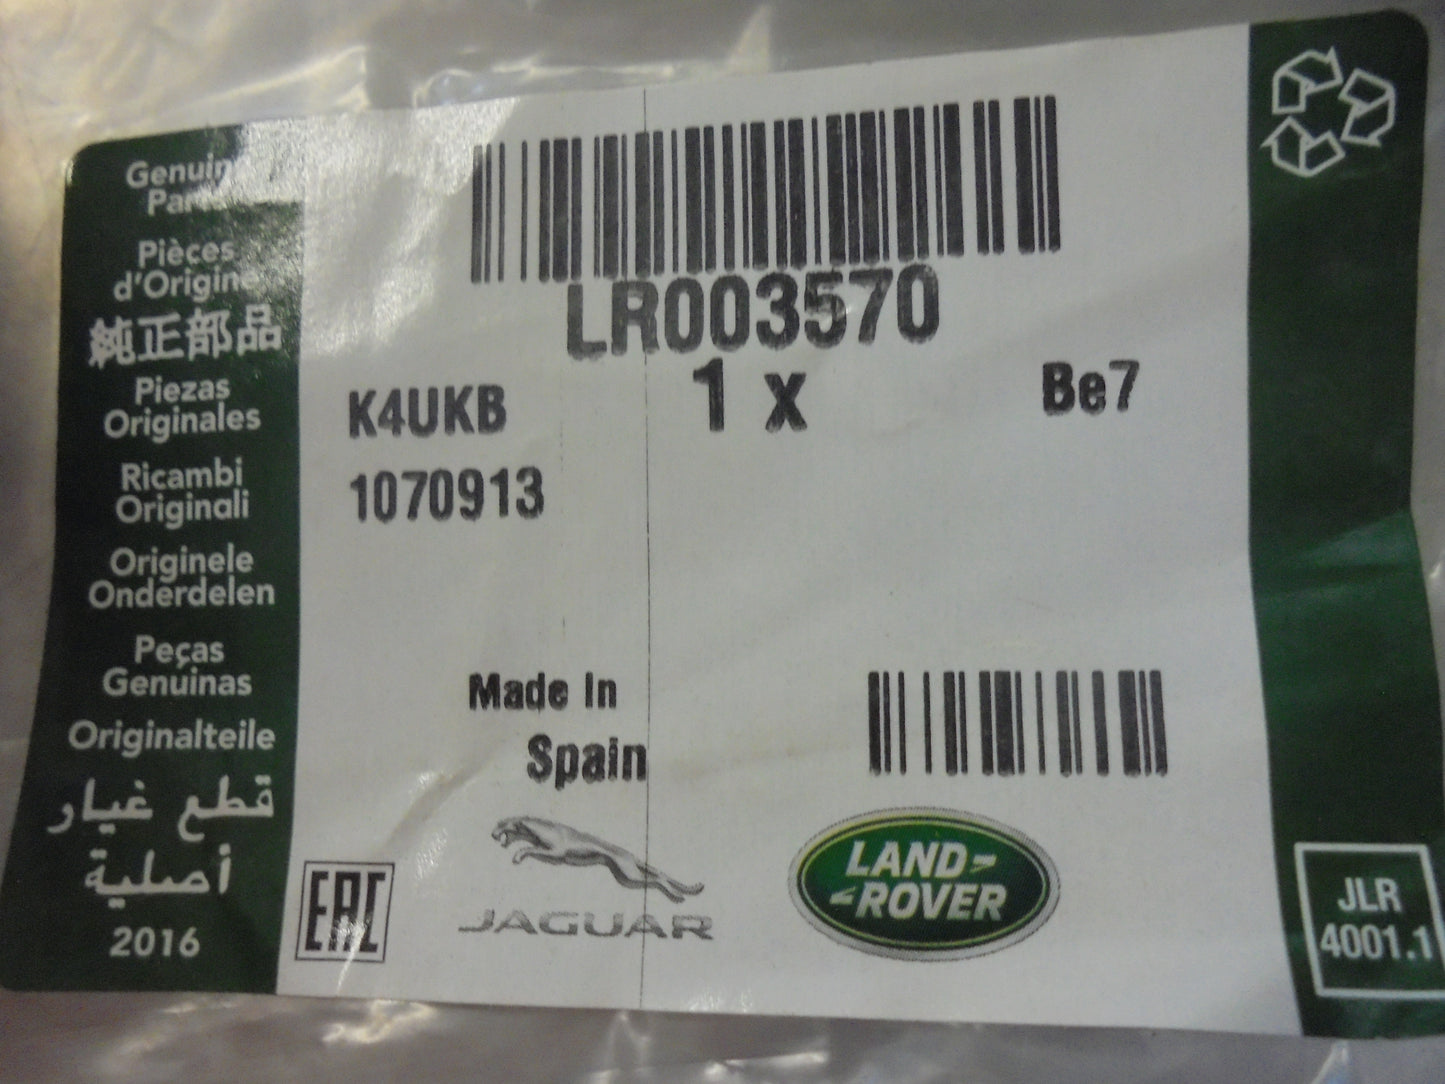 Genuine
Parts
Pièces
d'Origine
純正部品
Piezas
Originales
Ricambi
Originali
Originele
Onderdelen
Peças
Genuinas
Originalteile
قطع غيار
أصلية
2016
LR003570
1 x
Be7
K4UKB
1070913
Made In
Spain
EAC
JAGUAR
LAND
ROVER
JLR
4001.1